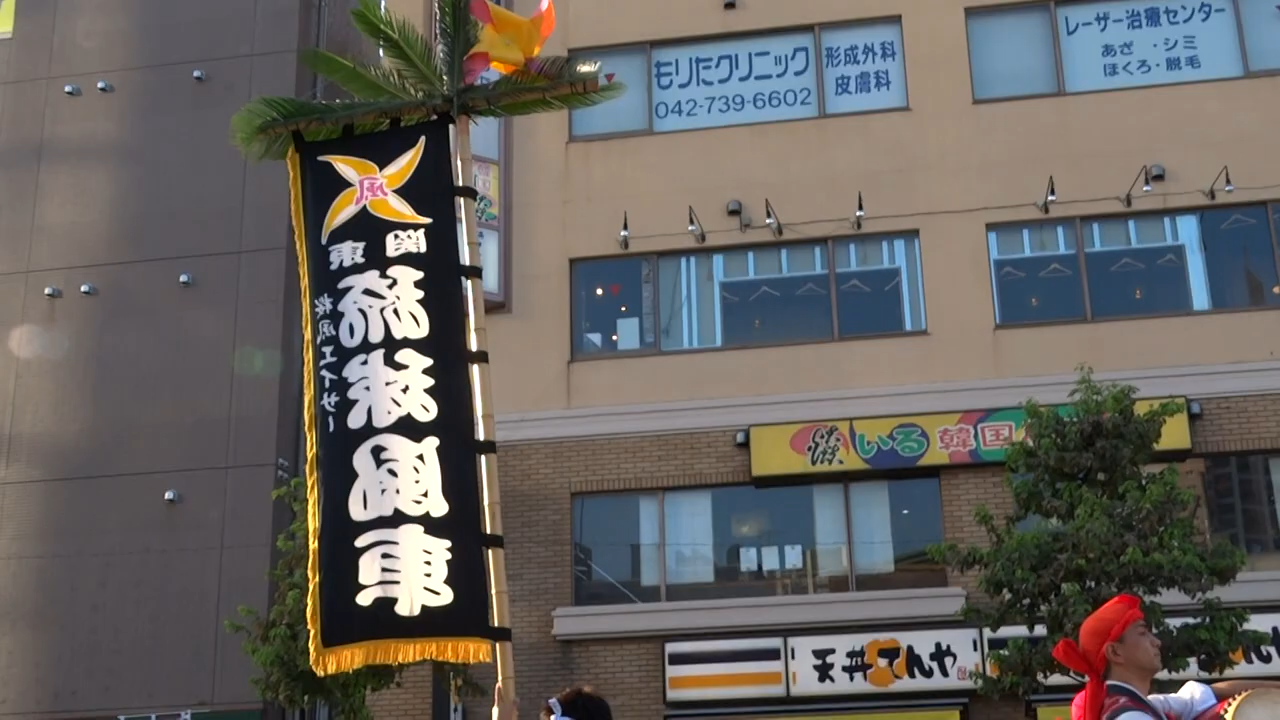 もりたクリニック
042-739-6602
形成外科
皮膚科
レーザー治療センター
あざ ・シミ
ほくろ・脱毛
風
関東
琉球風車
桜風エイサー
いる 韓国
天丼てんや